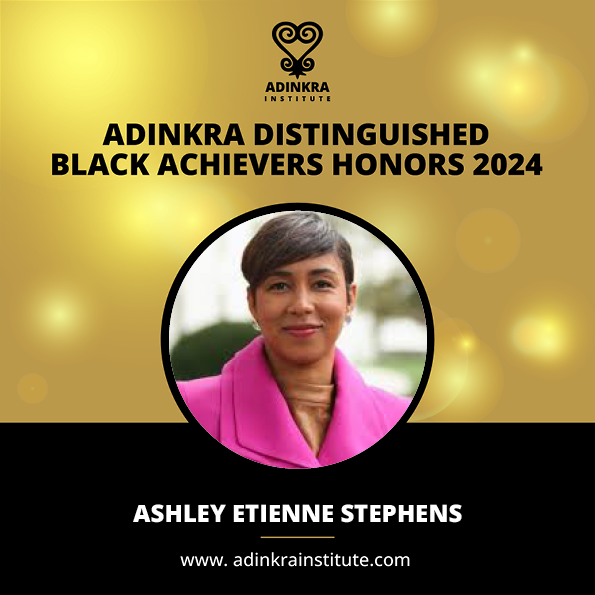 ADINKRA
INSTITUTE
ADINKRA DISTINGUISHED
BLACK ACHIEVERS HONORS 2024
ASHLEY ETIENNE STEPHENS
www. adinkrainstitute.com